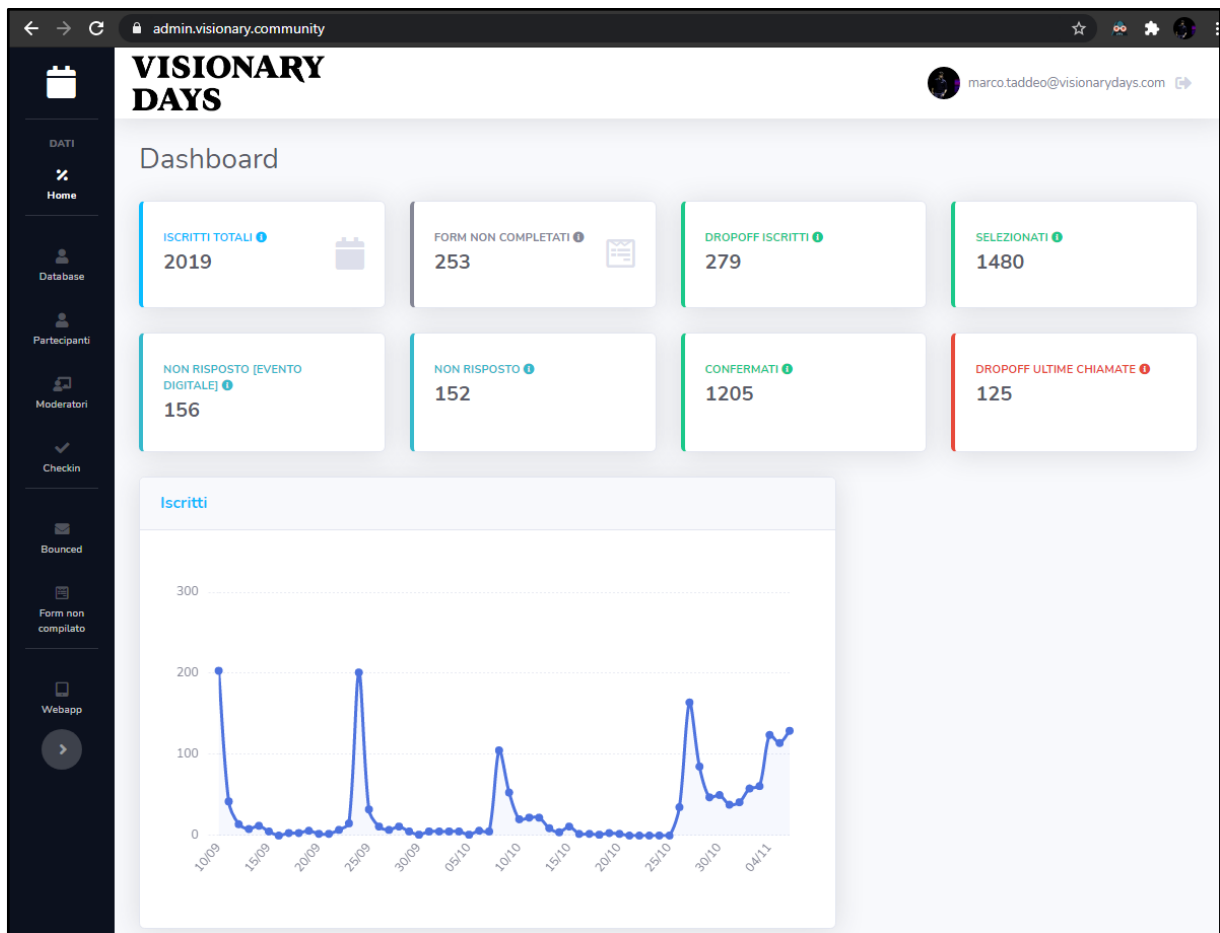 admin.visionary.community
VISIONARY
DAYS
marco.taddeo@visionarydays.com
DATI
Home
Database
Partecipanti
Moderatori
Checkin
Bounced
Form non
compilato
Webapp
Dashboard
ISCRITTI TOTALI
2019
FORM NON COMPLETATI
253
DROPOFF ISCRITTI
279
SELEZIONATI
1480
NON RISPOSTO [EVENTO
DIGITALE]
156
NON RISPOSTO
152
CONFERMATI
1205
DROPOFF ULTIME CHIAMATE
125
Iscritti
300
200
100
0
10/09
15/09
20/09
25/09
30/09
05/10
10/10
15/10
20/10
25/10
30/10
04/11